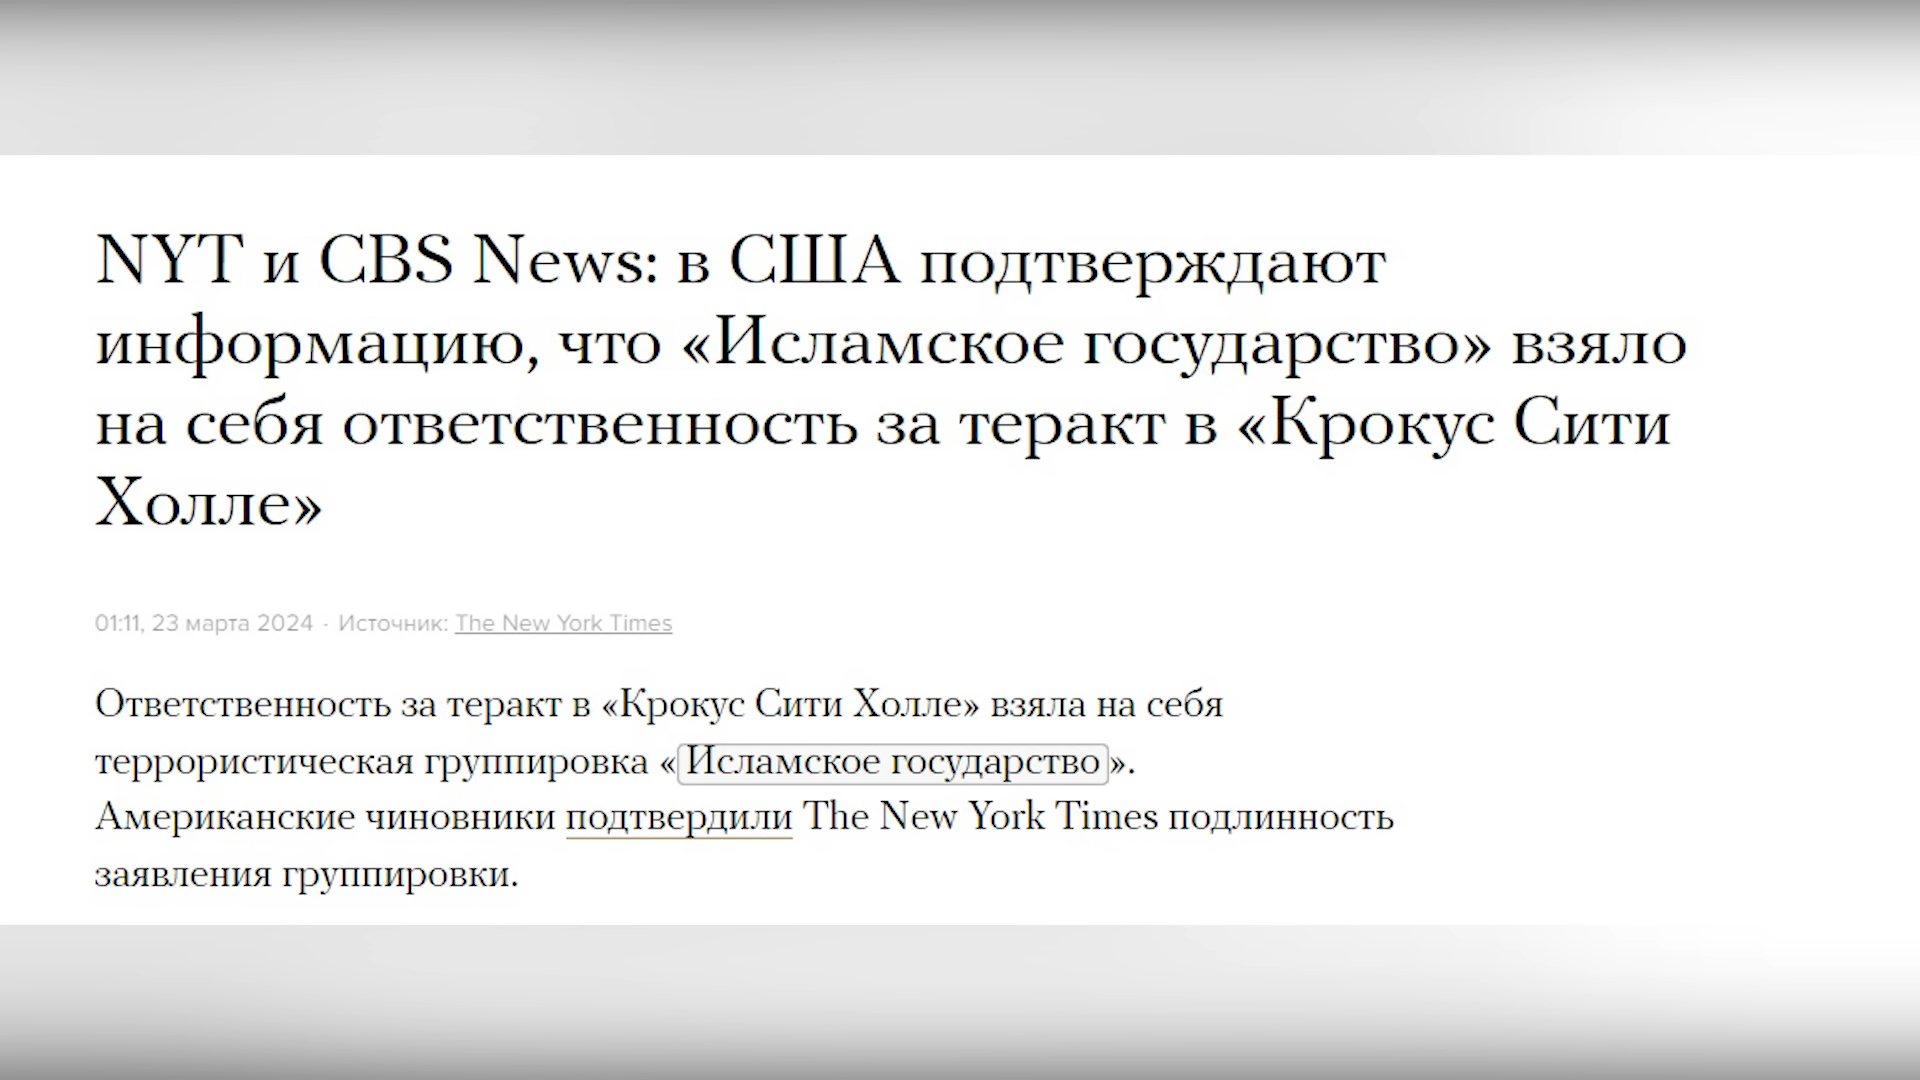 NYT и CBS News: в США подтверждают
информацию, что «Исламское государство» взяло
на себя ответственность за теракт в «Крокус Сити
Холле»
01:11, 23 марта 2024 · Источник: The New York Times
Ответственность за теракт в «Крокус Сити Холле» взяла на себя
террористическая группировка «Исламское государство».
Американские чиновники подтвердили The New York Times подлинность
заявления группировки.